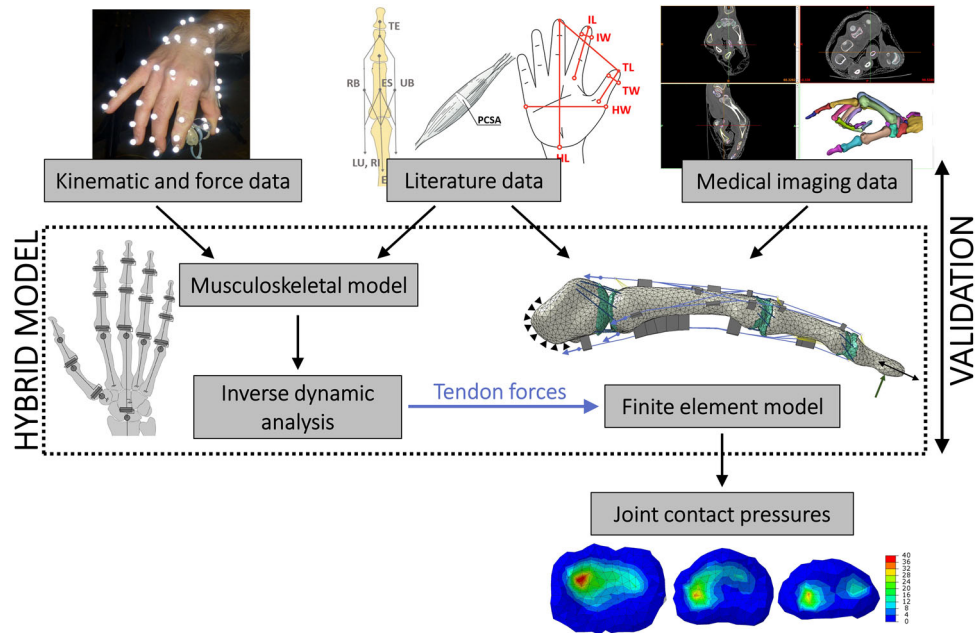 TE
RB
ES
UB
LU, RI
E
PCSA
IL
IW
TL
TW
HW
HL
Kinematic and force data
Literature data
Medical imaging data
HYBRID MODEL
VALIDATION
Musculoskeletal model
Inverse dynamic
analysis
Tendon forces
Finite element model
Joint contact pressures
40
36
32
28
24
20
16
12
8
4
0